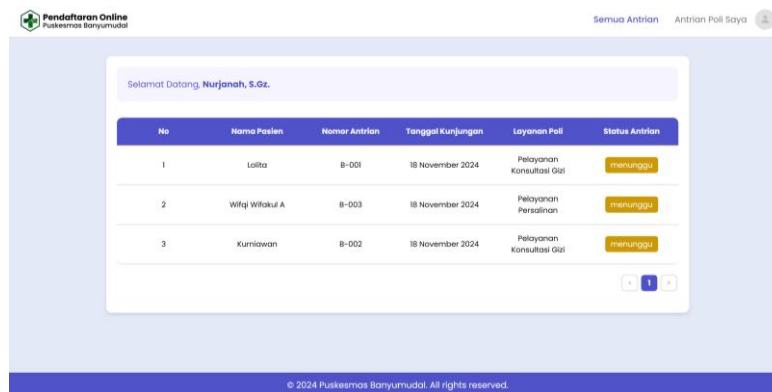 Pendaftaran Online
Puskesmas Banyumudal
Semua Antrian Antrian Poli Saya
Selamat Datang, Nurjanah, S.Gz.
No Nama Pasien Nomor Antrian Tanggal Kunjungan Layanan Poli Status Antrian
1 Lolita B-001 18 November 2024 Pelayanan Konsultasi Gizi menunggu
2 Wifqi Wifakul A B-003 18 November 2024 Pelayanan Persalinan menunggu
3 Kurniawan B-002 18 November 2024 Pelayanan Konsultasi Gizi menunggu
‹ 1 ›
© 2024 Puskesmas Banyumudal. All rights reserved.